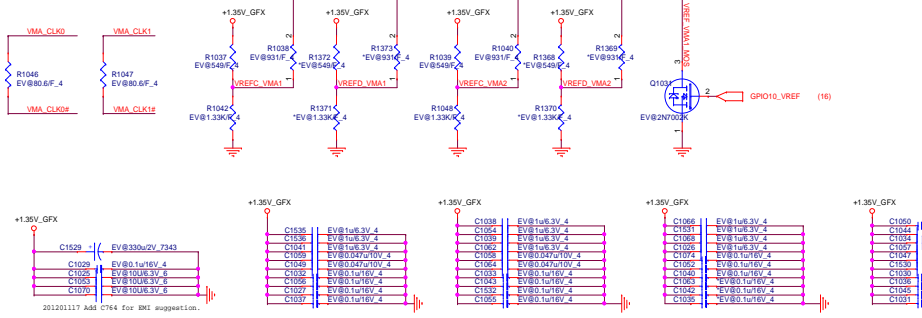 +1.35V_GFX +1.35V_GFX +1.35V_GFX +1.35V_GFX
VREF_VMA1_MOS
VMA_CLK0 VMA_CLK1
R1038 R1373 R1040 R1369
R1037 EV@931/F_4 R1372 *EV@931/F_4 R1039 EV@931/F_4 R1368 *EV@931/F_4
EV@549/F_4 *EV@549/F_4 EV@549/F_4 *EV@549/F_4
R1046 R1047
EV@80.6/F_4 EV@80.6/F_4
VREFC_VMA1 VREFD_VMA1 VREFC_VMA2 VREFD_VMA2
Q1031
GPIO10_VREF (16)
VMA_CLK0# VMA_CLK1#
R1042 R1371 R1048 R1370
EV@1.33K/F_4 *EV@1.33K/F_4 EV@1.33K/F_4 *EV@1.33K/F_4
EV@2N7002K
2 2 2 2 3
1 1 1 1 2
1
+1.35V_GFX
C1529 + EV@330u/2V_7343
C1029 EV@0.1u/16V_4
C1025 EV@10U/6.3V_6
C1053 EV@10U/6.3V_6
C1070 EV@10U/6.3V_6
201201117 Add C764 for EMI suggestion.
+1.35V_GFX
C1535 EV@1u/6.3V_4
C1536 EV@1u/6.3V_4
C1041 EV@1u/6.3V_4
C1059 EV@0.047u/10V_4
C1049 EV@0.047u/10V_4
C1032 EV@0.1u/16V_4
C1056 EV@0.1u/16V_4
C1027 EV@0.1u/16V_4
C1037 EV@0.1u/16V_4
+1.35V_GFX
C1038 EV@1u/6.3V_4
C1054 EV@1u/6.3V_4
C1039 EV@1u/6.3V_4
C1062 EV@1u/6.3V_4
C1058 EV@0.047u/10V_4
C1064 EV@0.047u/10V_4
C1033 EV@0.1u/16V_4
C1043 EV@0.1u/16V_4
C1532 EV@0.1u/16V_4
C1055 EV@0.1u/16V_4
+1.35V_GFX
C1066 EV@1u/6.3V_4
C1531 EV@1u/6.3V_4
C1068 EV@1u/6.3V_4
C1026 EV@1u/6.3V_4
C1074 EV@0.1u/16V_4
C1052 EV@0.1u/16V_4
C1040 EV@0.1u/16V_4
C1063 EV@0.1u/16V_4
C1042 *EV@0.1u/16V_4
C1035 EV@0.1u/16V_4
+1.35V_GFX
C1050
C1044
C1034
C1057
C1047
C1530
C1030
C1036
C1045
C1031